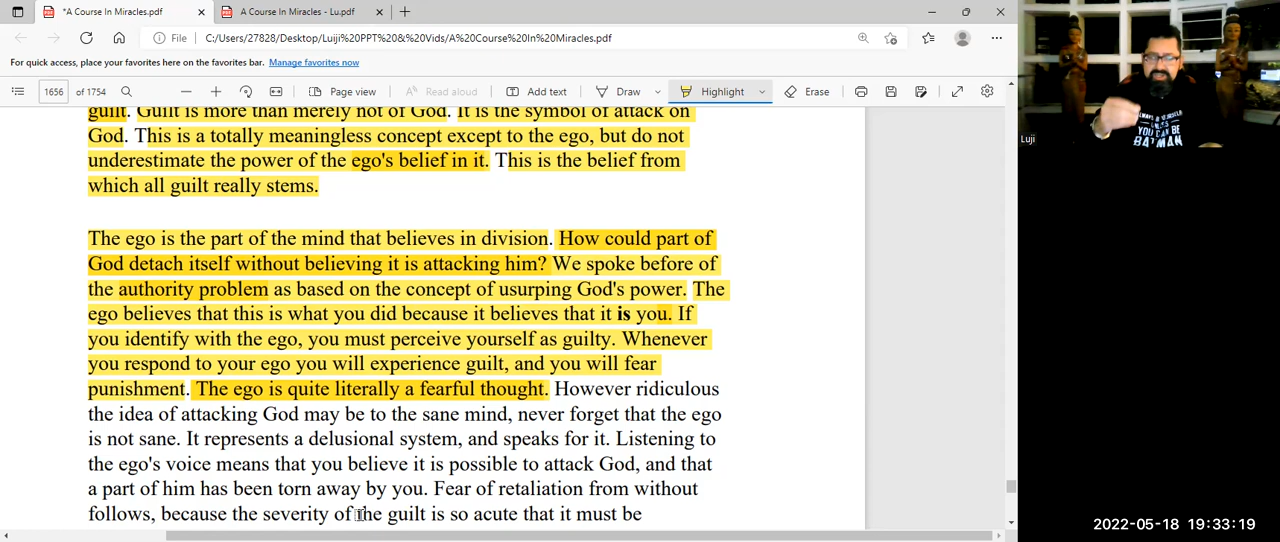 *A Course In Miracles.pdf
A Course In Miracles - Lu.pdf
File
C:/Users/27828/Desktop/Luiji%20PPT%20&%20Vids/A%20Course%20In%20Miracles.pdf
For quick access, place your favorites here on the favorites bar. Manage favorites now
1656 of 1754
Page view
Read aloud
Add text
Draw
Highlight
Erase
guilt. Guilt is more than merely not of God. It is the symbol of attack on
God. This is a totally meaningless concept except to the ego, but do not
underestimate the power of the ego's belief in it. This is the belief from
which all guilt really stems.
The ego is the part of the mind that believes in division. How could part of
God detach itself without believing it is attacking him? We spoke before of
the authority problem as based on the concept of usurping God's power. The
ego believes that this is what you did because it believes that it is you. If
you identify with the ego, you must perceive yourself as guilty. Whenever
you respond to your ego you will experience guilt, and you will fear
punishment. The ego is quite literally a fearful thought. However ridiculous
the idea of attacking God may be to the sane mind, never forget that the ego
is not sane. It represents a delusional system, and speaks for it. Listening to
the ego's voice means that you believe it is possible to attack God, and that
a part of him has been torn away by you. Fear of retaliation from without
follows, because the severity of the guilt is so acute that it must be
YOU CAN BE
BATMAN
Luji
2022-05-18 19:33:19